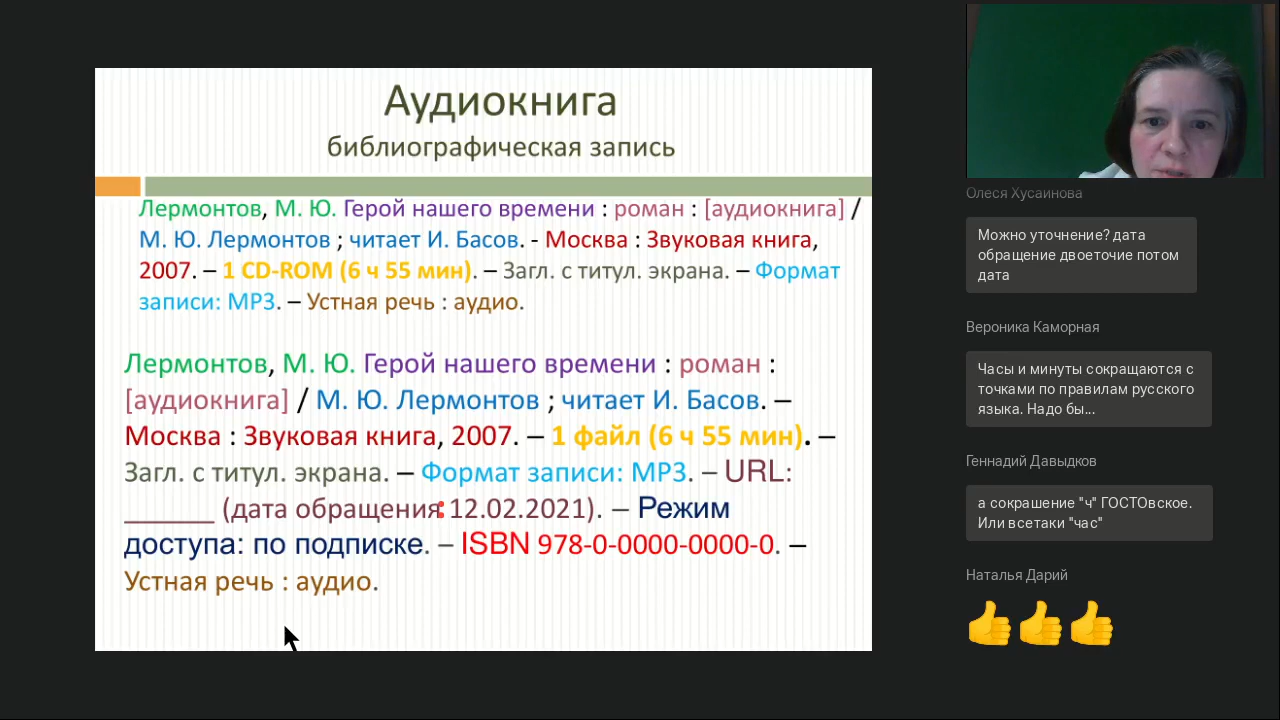 Аудиокнига
библиографическая запись
Лермонтов, М. Ю. Герой нашего времени : роман : [аудиокнига] /
М. Ю. Лермонтов ; читает И. Басов. - Москва : Звуковая книга,
2007. – 1 CD-ROM (6 ч 55 мин). – Загл. с титул. экрана. – Формат
записи: MP3. – Устная речь : аудио.
Лермонтов, М. Ю. Герой нашего времени : роман :
[аудиокнига] / М. Ю. Лермонтов ; читает И. Басов. –
Москва : Звуковая книга, 2007. – 1 файл (6 ч 55 мин). –
Загл. с титул. экрана. – Формат записи: MP3. – URL:
______ (дата обращения: 12.02.2021). – Режим
доступа: по подписке. – ISBN 978-0-0000-0000-0. –
Устная речь : аудио.
Олеся Хусаинова
Можно уточнение? дата
обращение двоеточие потом
дата
Вероника Каморная
Часы и минуты сокращаются с
точками по правилам русского
языка. Надо бы...
Геннадий Давыдков
а сокрашение "ч" ГОСТОвское.
Или всетаки "час"
Наталья Дарий